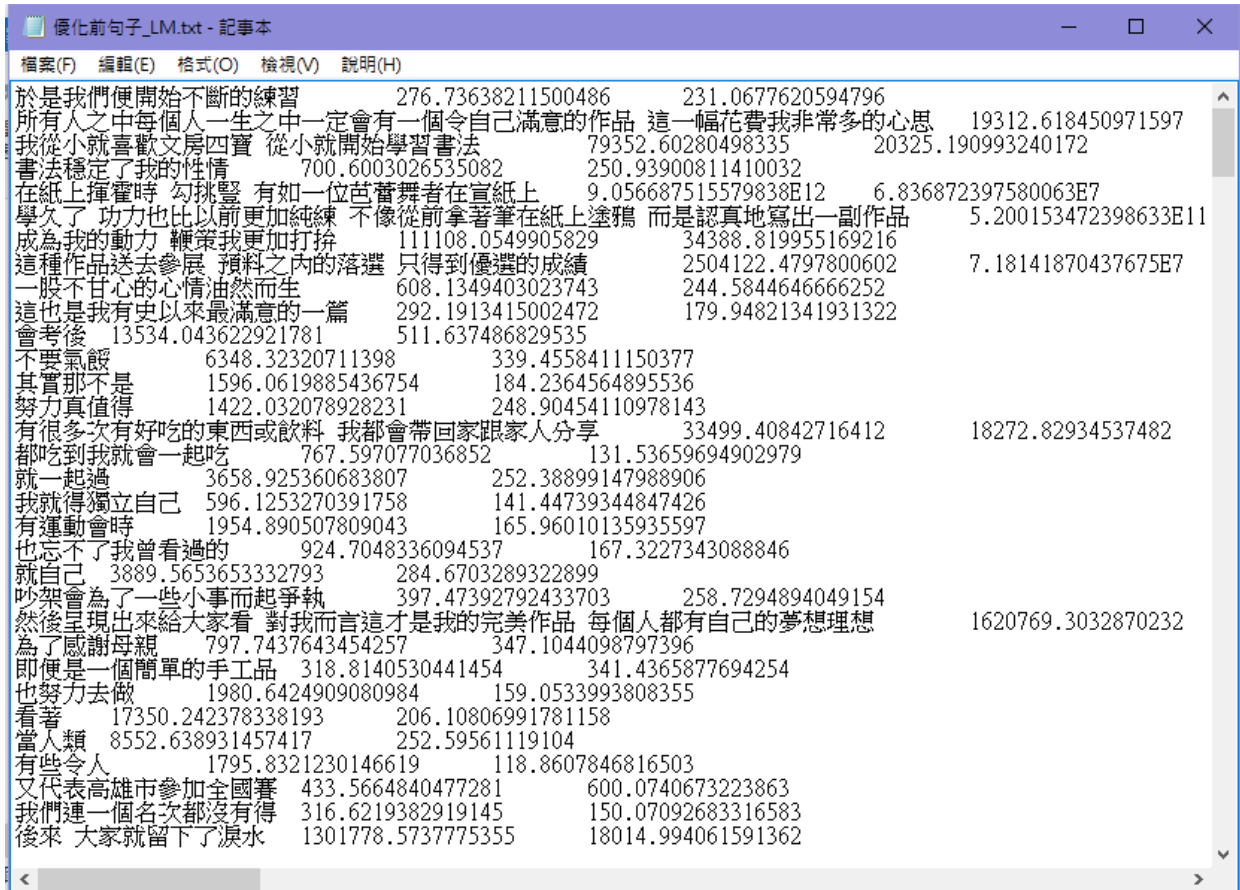 優化前句子_LM.txt - 記事本
檔案(F) 編輯(E) 格式(O) 檢視(V) 說明(H)
於是我們便開始不斷的練習 276.73638211500486 231.0677620594796
所有人之中每個人一生之中一定會有一個令自己滿意的作品 這一幅花費我非常多的心思 19312.618450971597
我從小就喜歡文房四寶 從小就開始學習書法 79352.60280498335 20325.190993240172
書法穩定了我的性情 700.6003026535082 250.93900811410032
在紙上揮霍時 勾挑豎 有如一位芭蕾舞者在宣紙上 9.056687515579838E12 6.836872397580063E7
學久了 功力也比以前更加純練 不像從前拿著筆在紙上塗鴉 而是認真地寫出一副作品 5.200153472398633E11
成為我的動力 鞭策我更加打拚 111108.0549905829 34388.819955169216
這種作品送去參展 預料之內的落選 只得到優選的成績 2504122.4797800602 7.18141870437675E7
一股不甘心的心情油然而生 608.1349403023743 244.5844646666252
這也是我有史以來最滿意的一篇 292.1913415002472 179.94821341931322
會考後 13534.043622921781 511.637486829535
不要氣餒 6348.32320711398 339.4558411150377
其實那不是 1596.0619885436754 184.2364564895536
努力真值得 1422.032078928231 248.90454110978143
有很多次有好吃的東西或飲料 我都會帶回家跟家人分享 33499.40842716412 18272.82934537482
都吃到我就會一起吃 767.597077036852 131.53659694902979
就一起過 3658.925360683807 252.38899147988906
我就得獨立自己 596.1253270391758 141.44739344847426
有運動會時 1954.890507809043 165.96010135935597
也忘不了我曾看過的 924.7048336094537 167.3227343088846
就自己 3889.5653653332793 284.6703289322899
吵架會為了一些小事而起爭執 397.47392792433703 258.7294894049154
然後呈現出來給大家看 對我而言這才是我的完美作品 每個人都有自己的夢想理想 1620769.3032870232
為了感謝母親 797.7437643454257 347.1044098797396
即便是一個簡單的手工品 318.8140530441454 341.4365877694254
也努力去做 1980.6424909080984 159.0533993808355
看著 17350.242378338193 206.10806991781158
當人類 8552.638931457417 252.59561119104
有些令人 1795.8321230146619 118.8607846816503
又代表高雄市參加全國賽 433.5664840477281 600.0740673223863
我們連一個名次都沒有得 316.6219382919145 150.07092683316583
後來 大家就留下了淚水 1301778.5737775355 18014.994061591362